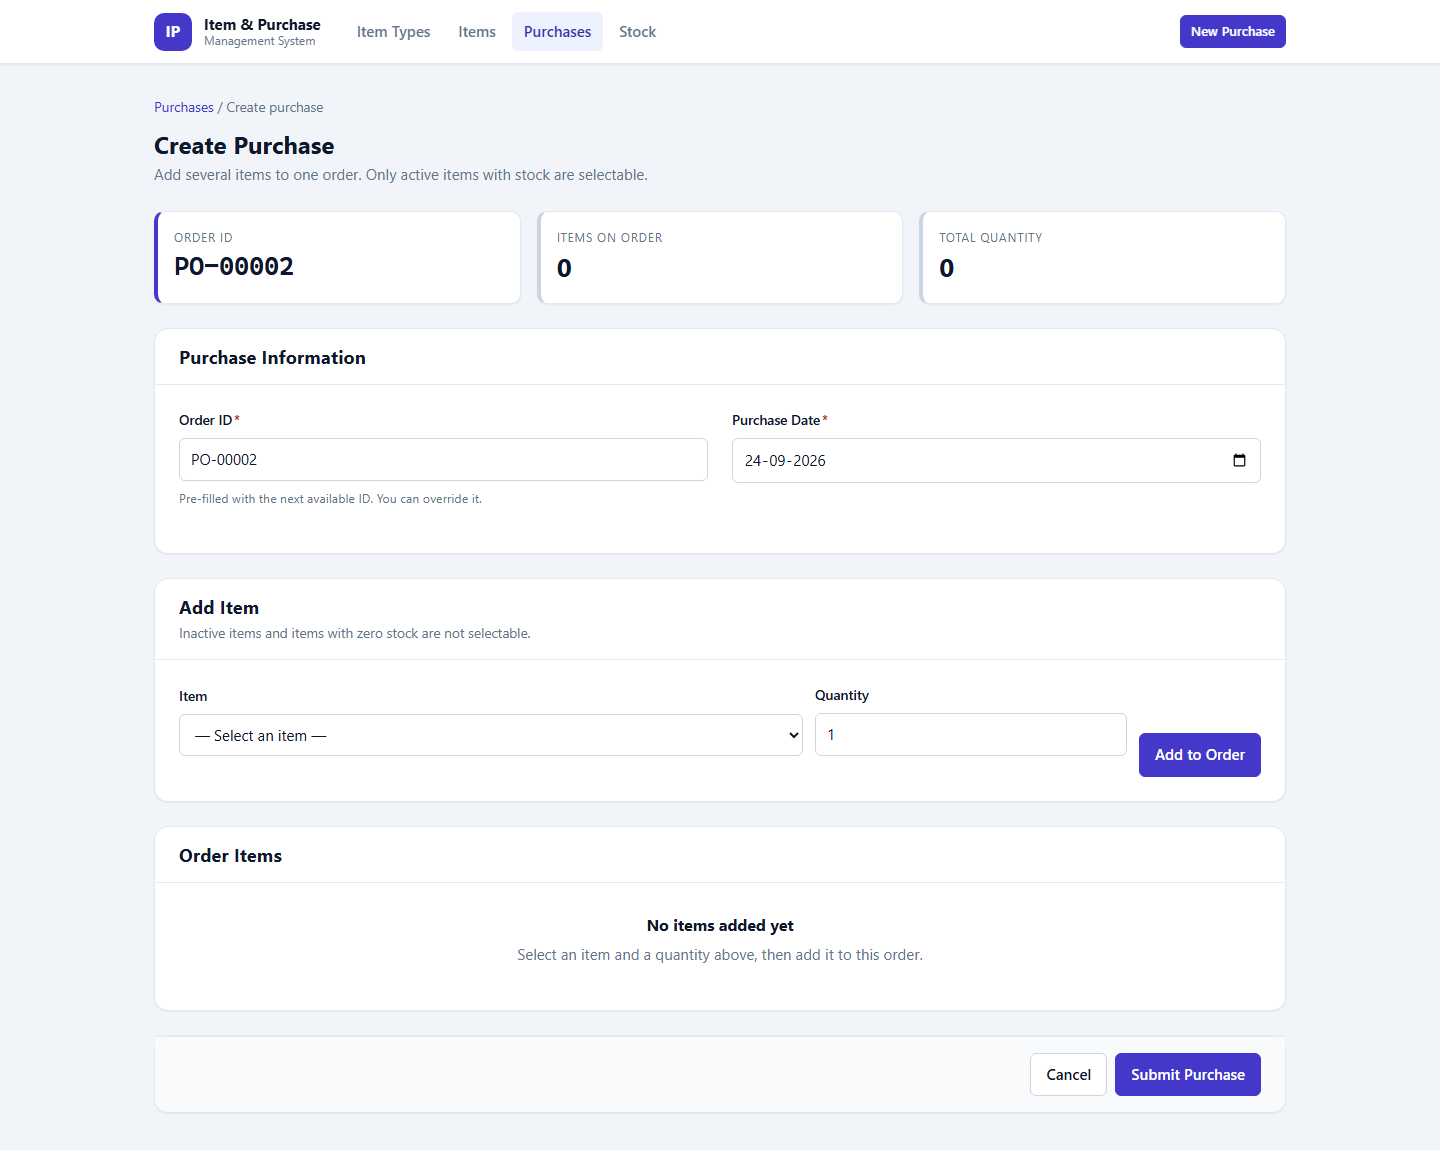 IP
Item & Purchase
Management System
Item Types
Items
Purchases
Stock
New Purchase
Purchases / Create purchase
Create Purchase
Add several items to one order. Only active items with stock are selectable.
ORDER ID
PO-00002
ITEMS ON ORDER
0
TOTAL QUANTITY
0
Purchase Information
Order ID*
PO-00002
Pre-filled with the next available ID. You can override it.
Purchase Date*
24-09-2026
Add Item
Inactive items and items with zero stock are not selectable.
Item
— Select an item —
Quantity
1
Add to Order
Order Items
No items added yet
Select an item and a quantity above, then add it to this order.
Cancel
Submit Purchase